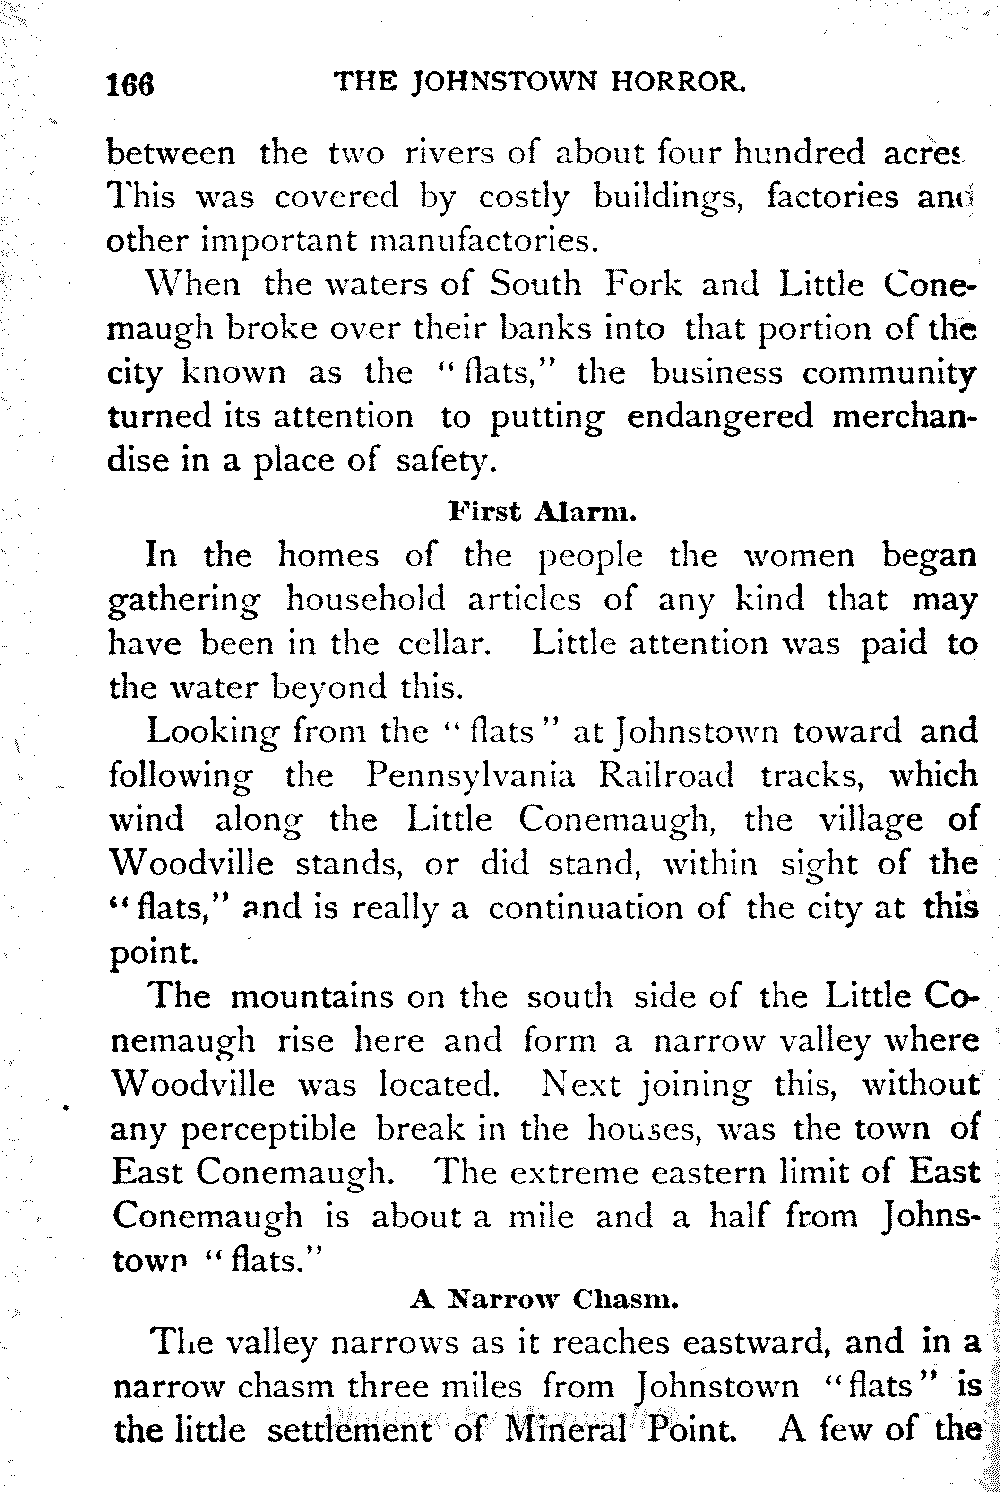 166 THE JOHNSTOWN HORROR.
between the two rivers of about four hundred acres
This was covered by costly buildings, factories and
other important manufactories.
When the waters of South Fork and Little Cone-
maugh broke over their banks into that portion of the
city known as the “flats,” the business community
turned its attention to putting endangered merchan-
dise in a place of safety.
First Alarm.
In the homes of the people the women began
gathering household articles of any kind that may
have been in the cellar. Little attention was paid to
the water beyond this.
Looking from the “flats” at Johnstown toward and
following the Pennsylvania Railroad tracks, which
wind along the Little Conemaugh, the village of
Woodville stands, or did stand, within sight of the
“flats,” and is really a continuation of the city at this
point.
The mountains on the south side of the Little Co-
nemaugh rise here and form a narrow valley where
Woodville was located. Next joining this, without
any perceptible break in the houses, was the town of
East Conemaugh. The extreme eastern limit of East
Conemaugh is about a mile and a half from Johns-
town “flats.”
A Narrow Chasm.
The valley narrows as it reaches eastward, and in a
narrow chasm three miles from Johnstown “flats” is
the little settlement of Mineral Point. A few of the